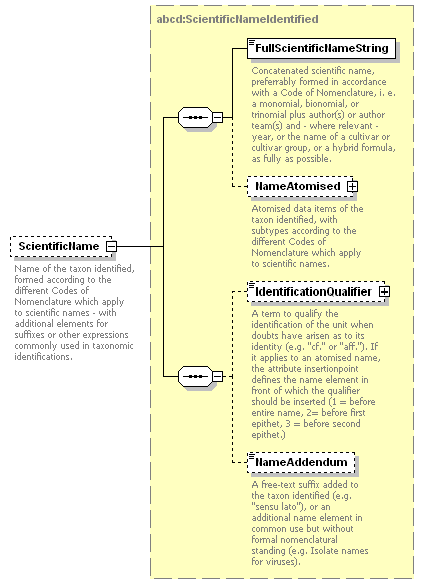 abcd:ScientificNameIdentified
FullScientificNameString
Concatenated scientific name,
preferrably formed in accordance
with a Code of Nomenclature, i. e.
a monomial, bionomial, or
trinomial plus author(s) or author
team(s) and - where relevant -
year, or the name of a cultivar or
cultivar group, or a hybrid formula,
as fully as possible.
NameAtomised
Atomised data items of the
taxon identified, with
subtypes according to the
different Codes of
Nomenclature which apply
to scientific names.
ScientificName
Name of the taxon identified,
formed according to the
different Codes of
Nomenclature which apply
to scientific names - with
additional elements for
suffixes or other expressions
commonly used in taxonomic
identifications.
IdentificationQualifier
A term to qualify the
identification of the unit when
doubts have arisen as to its
identity (e.g. "cf." or "aff."). If
it applies to an atomised name,
the attribute insertionpoint
defines the name element in
front of which the qualifier
should be inserted (1 = before
entire name, 2= before first
epithet, 3 = before second
epithet.)
NameAddendum
A free-text suffix added to
the taxon identified (e.g.
"sensu lato"), or an
additional name element in
common use but without
formal nomenclatural
standing (e.g. Isolate names
for viruses).